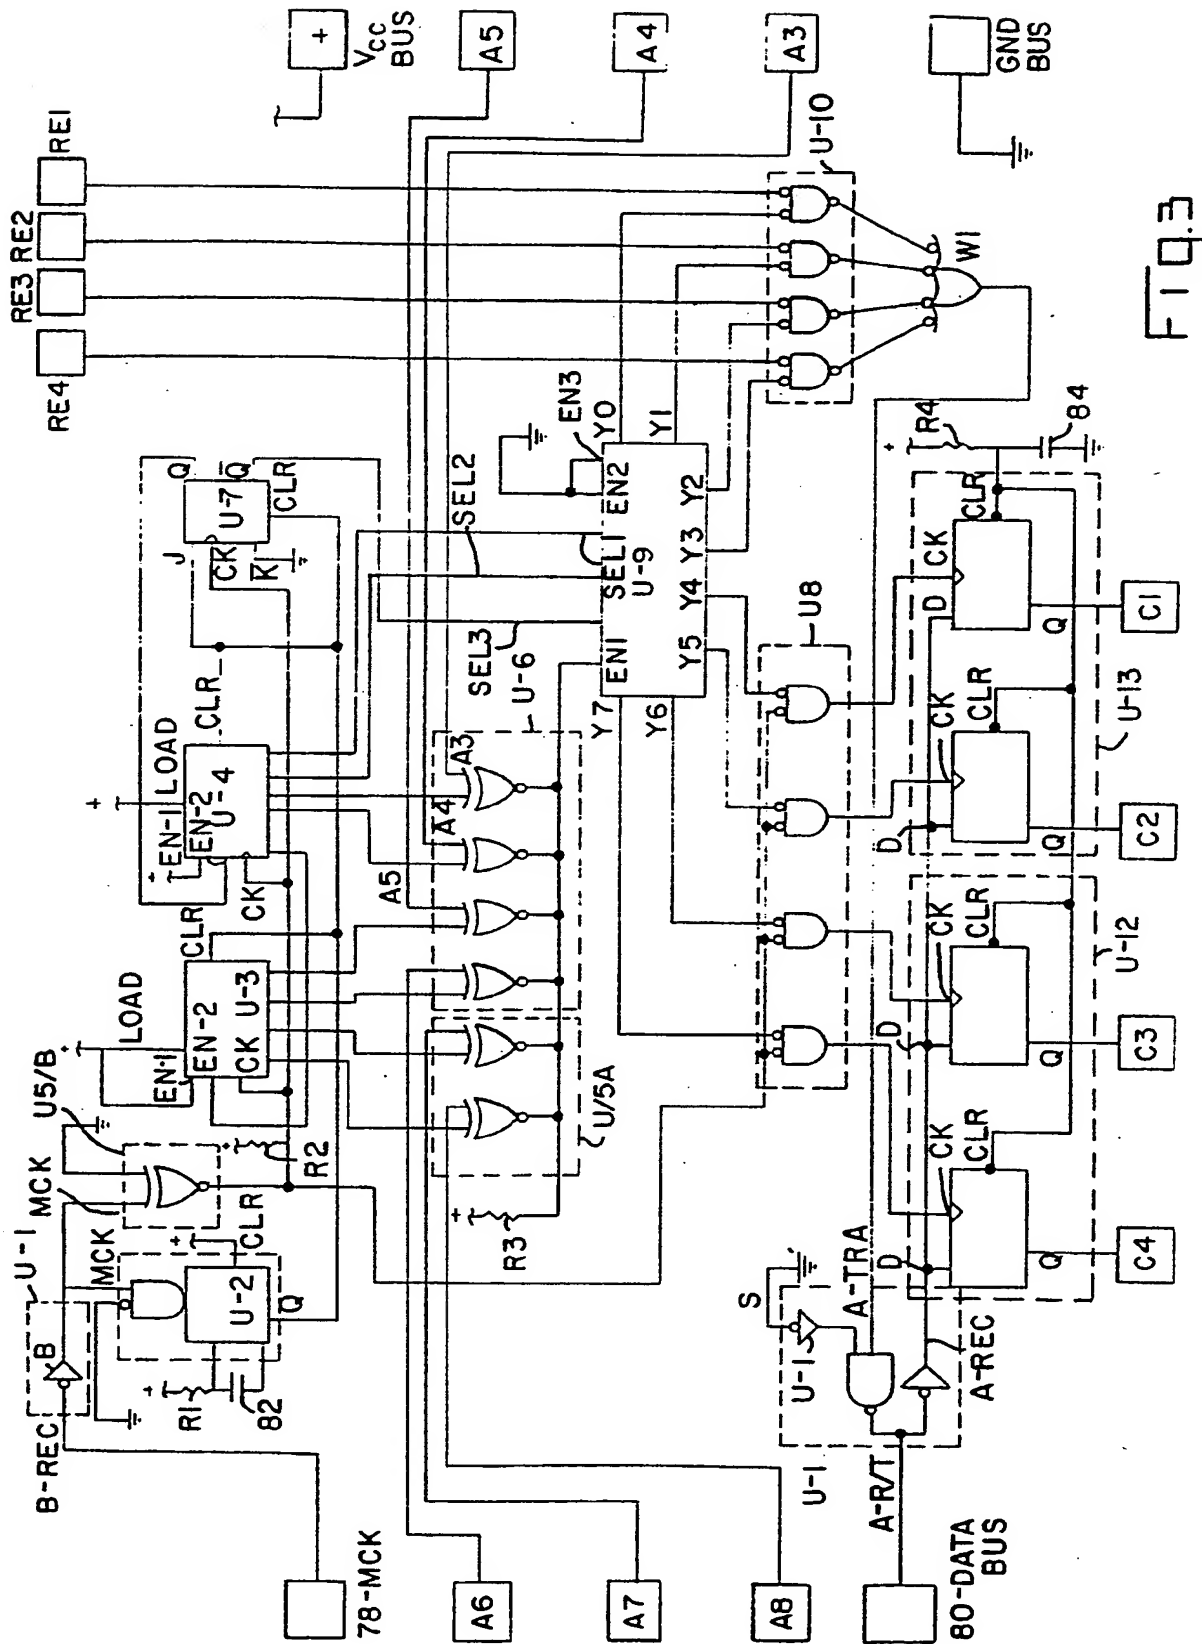 RE4
RE3
RE2
RE1
+
VCC
BUS
A5
A4
A3
GND
BUS
U-10
W1
Q
Q
U-7
J
CK
K
CLR
SEL2
SEL3
U-6
EN3
Y0
Y1
EN2
SEL1
U-9
EN1
Y2
Y3
Y4
Y5
Y6
Y7
+
LOAD
EN-1
EN-2
U-4
CLR
CK
+
CLR
LOAD
EN-1
EN-2
U-3
CK
A3
A4
A5
U5/B
MCK
U-1
+
R2
MCK
B
B-REC
U-2
CLR
+
Q
+
R1
82
+
R3
U/5A
U8
78-MCK
A6
A7
A8
80-DATA
BUS
A-R/T
U-1
U-1
S
A-TRA
A-REC
+
R4
84
CLR
CK
D
Q
C1
CLR
CK
D
Q
C2
U-13
CLR
CK
D
Q
C3
U-12
CLR
CK
D
Q
C4
Fig.3